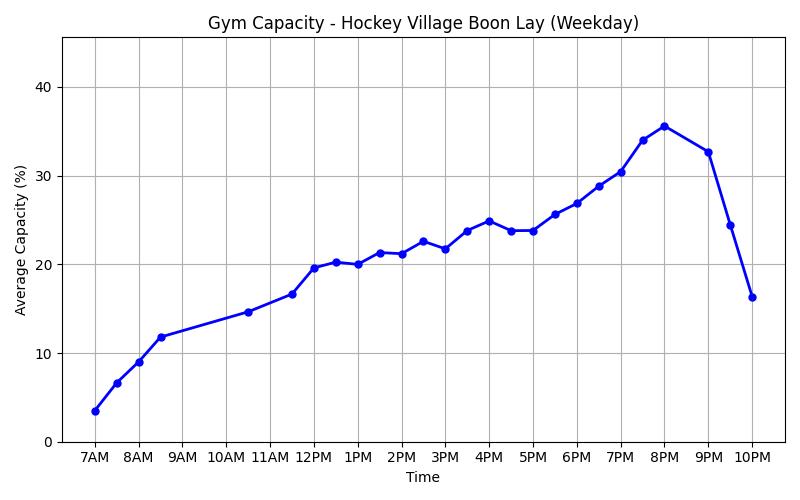 Gym Capacity - Hockey Village Boon Lay (Weekday)
Average Capacity (%)
40
30
20
10
0
7AM 8AM 9AM 10AM 11AM 12PM 1PM 2PM 3PM 4PM 5PM 6PM 7PM 8PM 9PM 10PM
Time